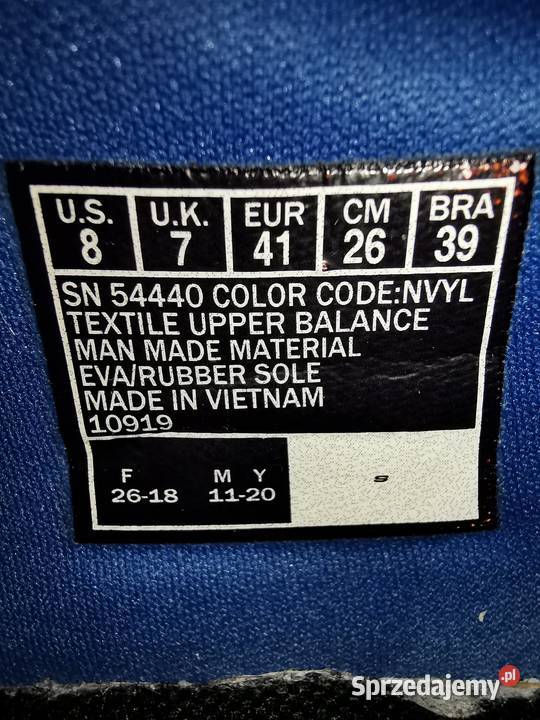 U.S. U.K. EUR CM BRA
8 7 41 26 39
SN 54440 COLOR CODE:NVYL
TEXTILE UPPER BALANCE
MAN MADE MATERIAL
EVA/RUBBER SOLE
MADE IN VIETNAM
10919
F M Y
26-18 11-20
S
Sprzedajemy.pl